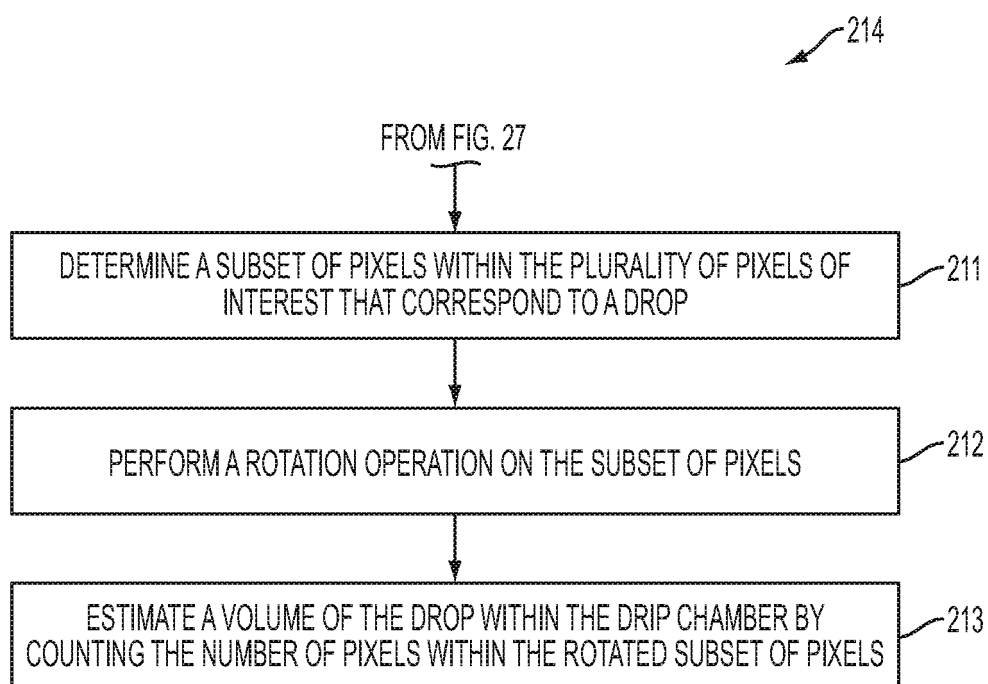 214
FROM FIG. 27
DETERMINE A SUBSET OF PIXELS WITHIN THE PLURALITY OF PIXELS OF
INTEREST THAT CORRESPOND TO A DROP
211
PERFORM A ROTATION OPERATION ON THE SUBSET OF PIXELS
212
ESTIMATE A VOLUME OF THE DROP WITHIN THE DRIP CHAMBER BY
COUNTING THE NUMBER OF PIXELS WITHIN THE ROTATED SUBSET OF PIXELS
213